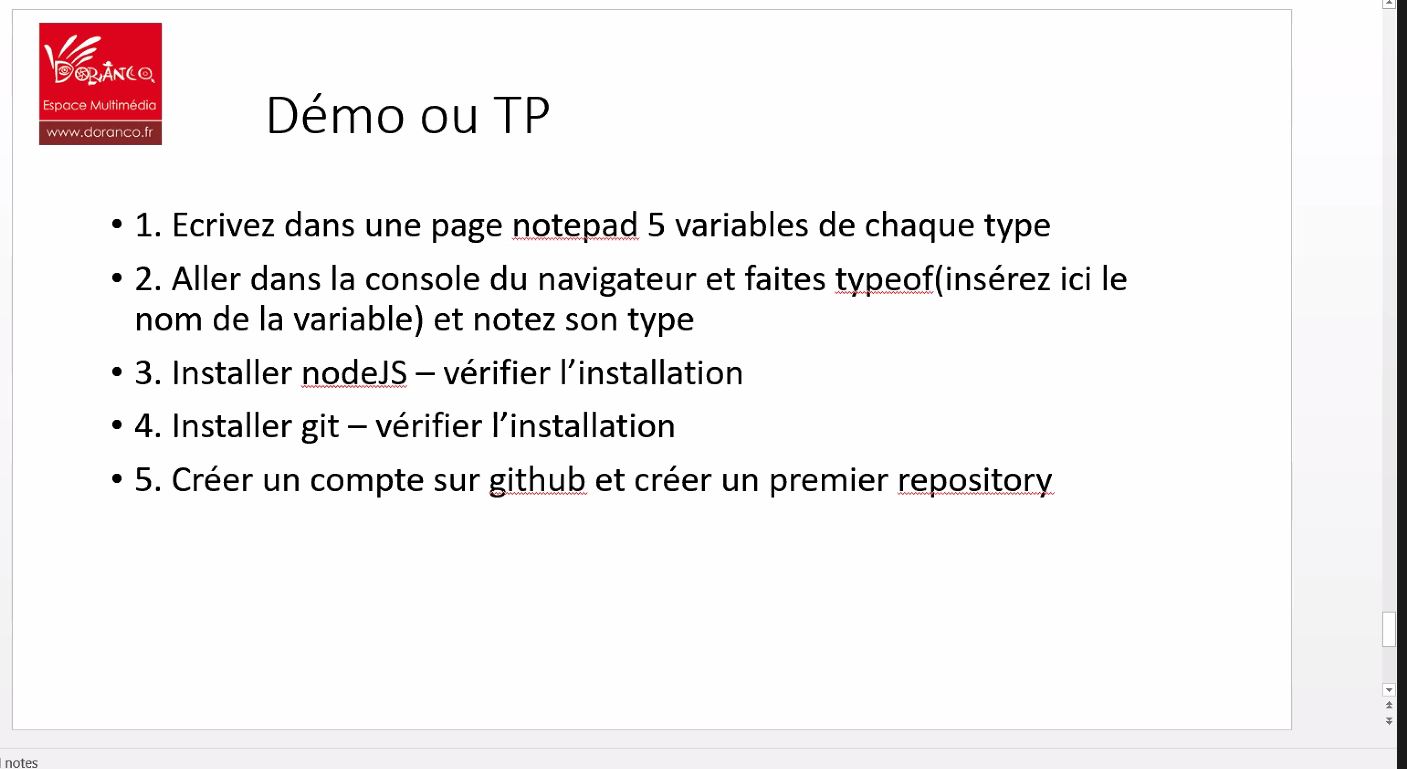 DORANCO
Espace Multimédia
www.doranco.fr
Démo ou TP
• 1. Ecrivez dans une page notepad 5 variables de chaque type
• 2. Aller dans la console du navigateur et faites typeof(insérez ici le
nom de la variable) et notez son type
• 3. Installer nodeJS – vérifier l’installation
• 4. Installer git – vérifier l’installation
• 5. Créer un compte sur github et créer un premier repository
notes